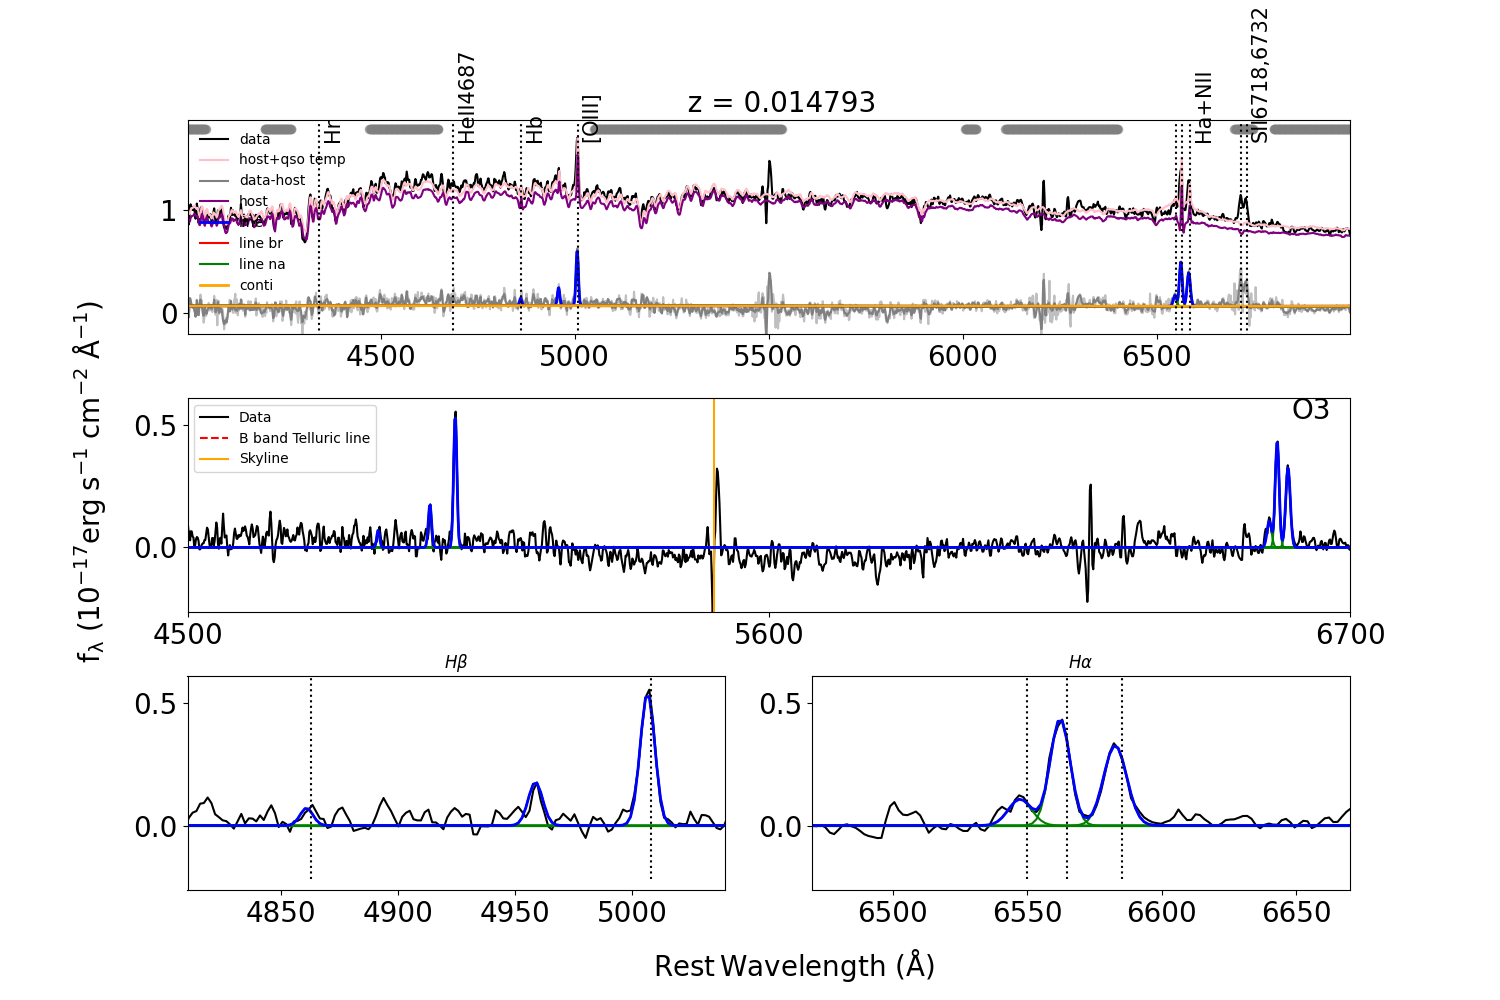 z = 0.014793
Hr
HeII4687
Hb
[OIII]
Ha+NII
SII6718,6732
data
host+qso temp
data-host
host
line br
line na
conti
1
0
4500 5000 5500 6000 6500
O3
Data
B band Telluric line
Skyline
0.5
0.0
4500 5600 6700
fλ (10⁻¹⁷erg s⁻¹ cm⁻² Å⁻¹)
Hβ
0.5
0.0
4850 4900 4950 5000
Hα
0.5
0.0
6500 6550 6600 6650
Rest Wavelength (Å)